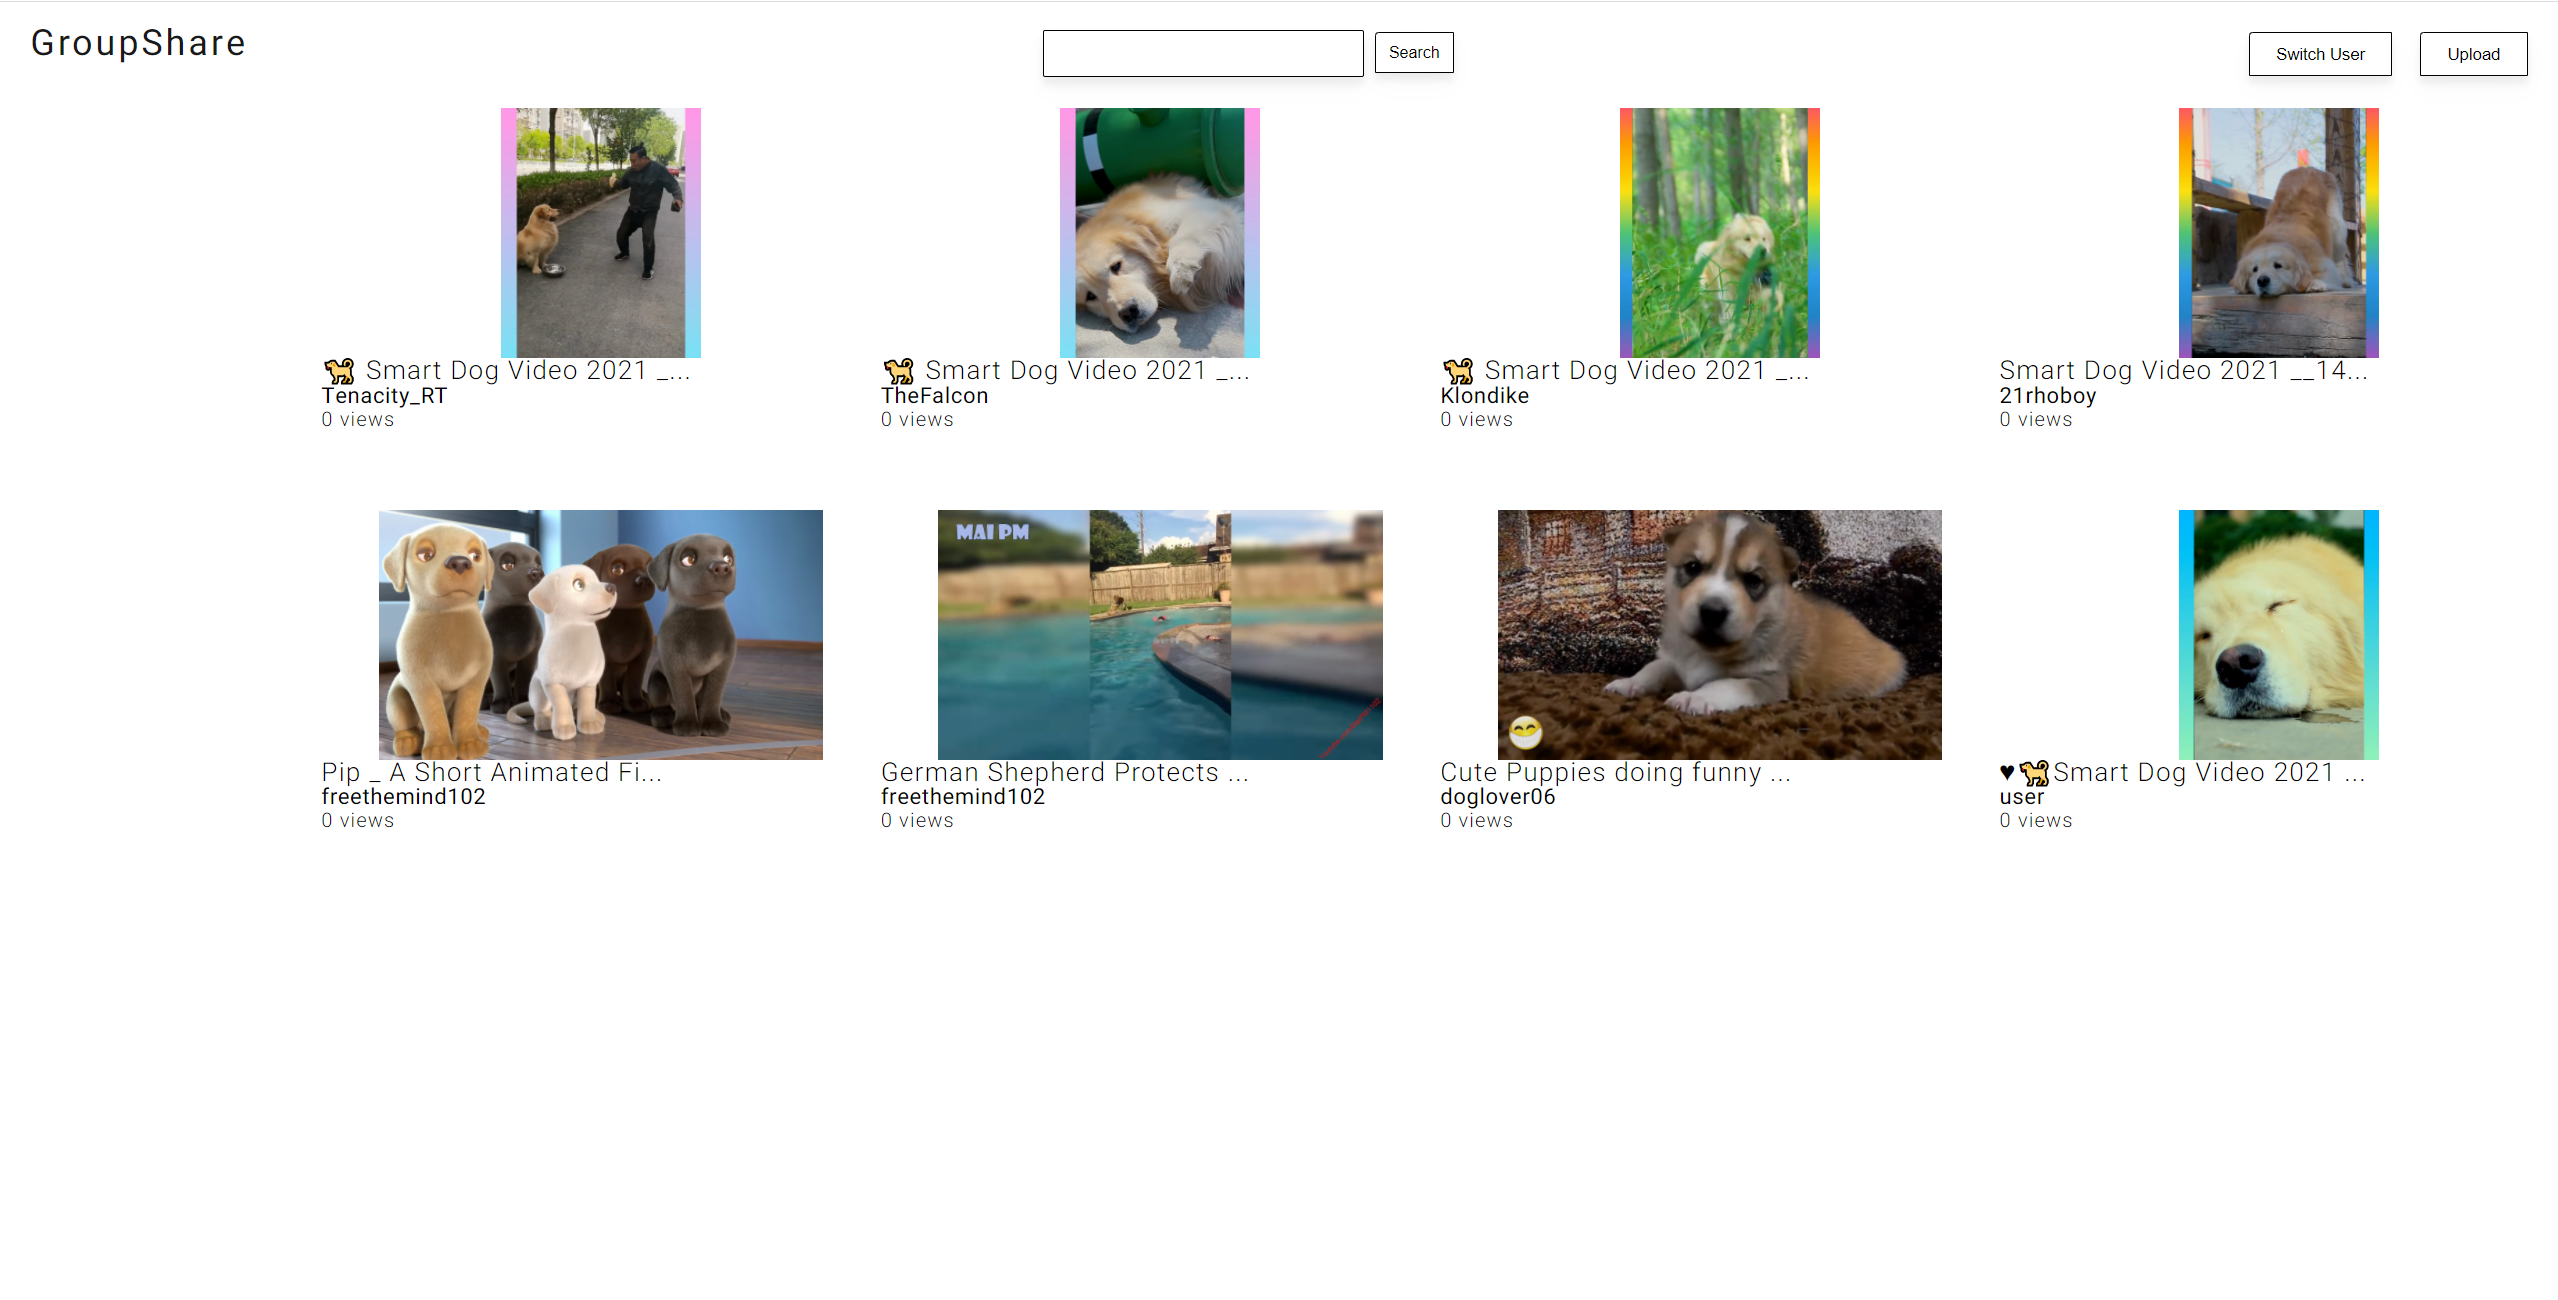 GroupShare
Search
Switch User
Upload
🐕 Smart Dog Video 2021 _...
Tenacity_RT
0 views
🐕 Smart Dog Video 2021 _...
TheFalcon
0 views
🐕 Smart Dog Video 2021 _...
Klondike
0 views
Smart Dog Video 2021 __14...
21rhoboy
0 views
MAI PM
Pip _ A Short Animated Fi...
freethemind102
0 views
German Shepherd Protects ...
freethemind102
0 views
Cute Puppies doing funny ...
doglover06
0 views
♥🐕Smart Dog Video 2021 ...
user
0 views